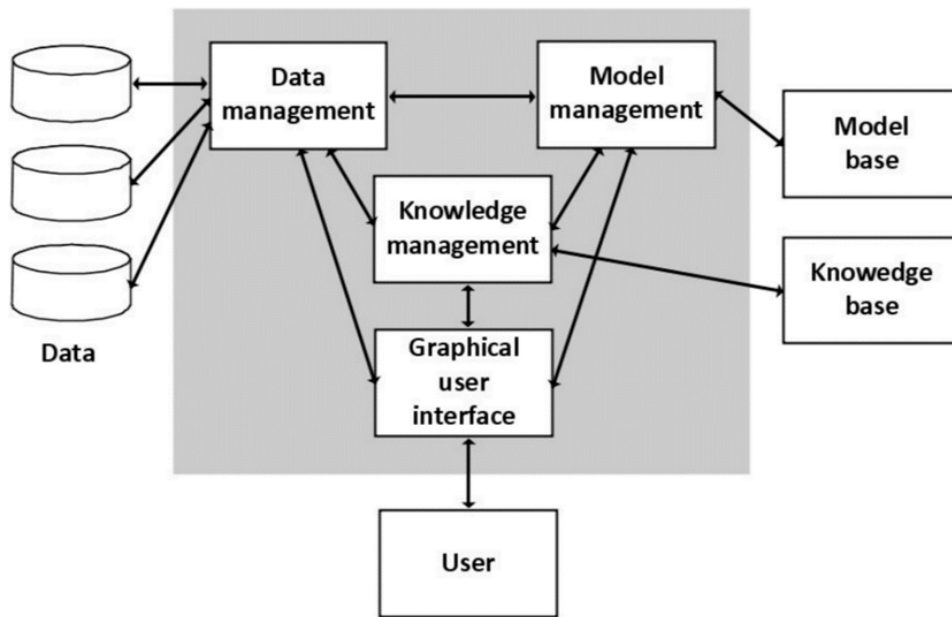 Data
management
Model
management
Model
base
Knowledge
management
Knowedge
base
Data
Graphical
user
interface
User